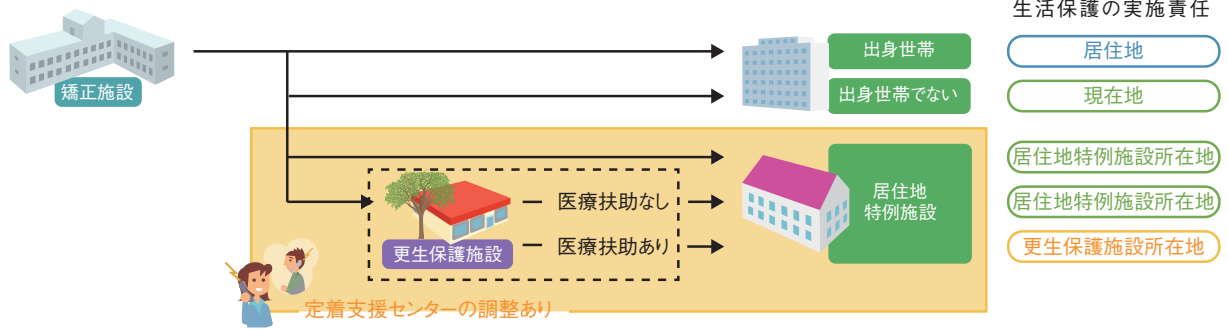 生活保護の実施責任
矯正施設
出身世帯
居住地
出身世帯でない
現在地
居住地特例施設所在地
居住地
特例施設
医療扶助なし
居住地特例施設所在地
更生保護施設
医療扶助あり
更生保護施設所在地
定着支援センターの調整あり